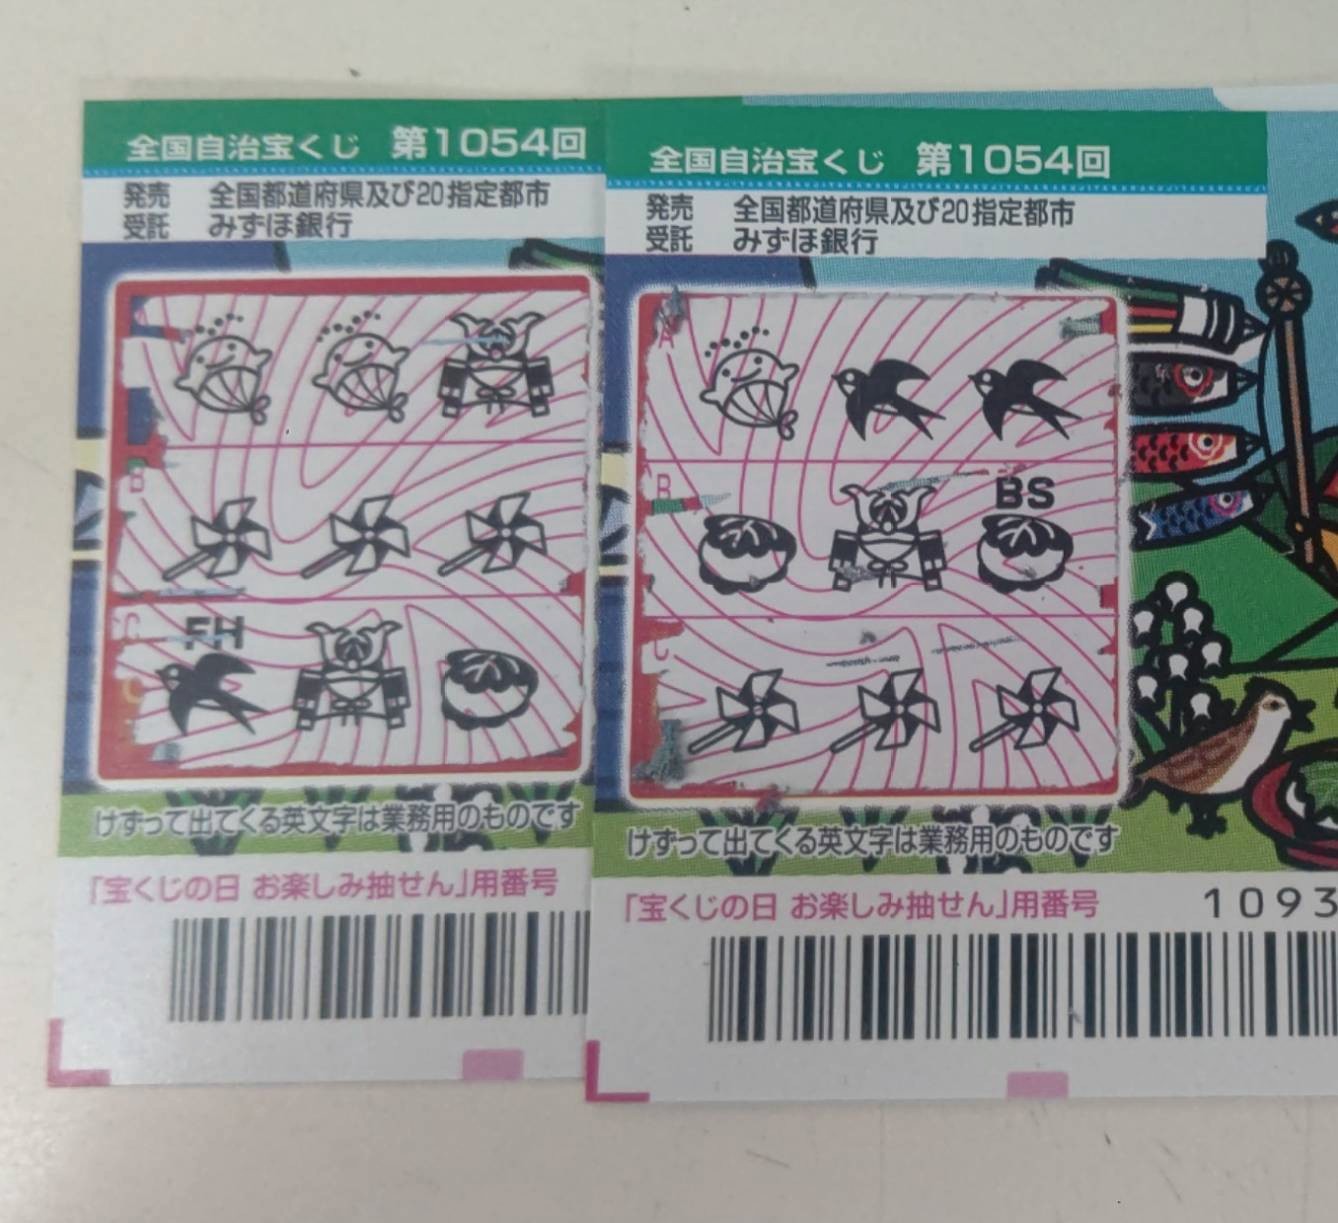 全国自治宝くじ 第1054回
発売 全国都道府県及び20指定都市
受託 みずほ銀行
B
C
FH
けずって出てくる英文字は業務用のものです
「宝くじの日 お楽しみ抽せん」用番号
全国自治宝くじ 第1054回
発売 全国都道府県及び20指定都市
受託 みずほ銀行
A
B
BS
C
けずって出てくる英文字は業務用のものです
「宝くじの日 お楽しみ抽せん」用番号 1093